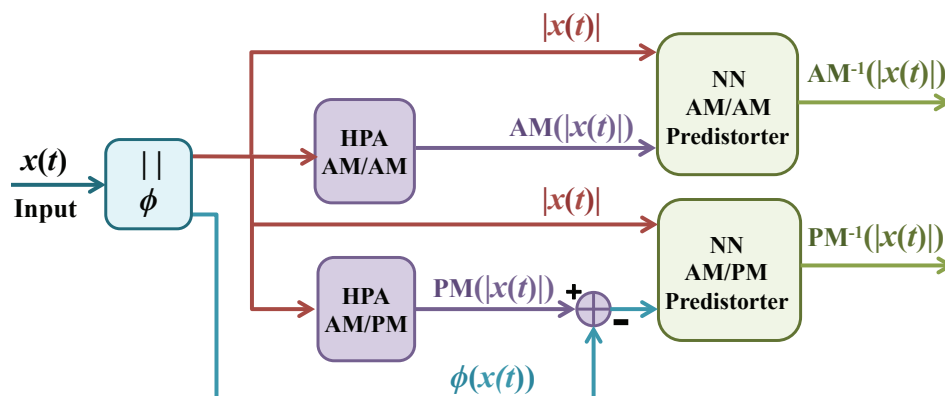 |x(t)|
NN
AM/AM
Predistorter
AM⁻¹(|x(t)|)
HPA
AM/AM
AM(|x(t)|)
x(t)
Input
| |
ϕ
|x(t)|
NN
AM/PM
Predistorter
PM⁻¹(|x(t)|)
HPA
AM/PM
PM(|x(t)|)
+
-
ϕ(x(t))